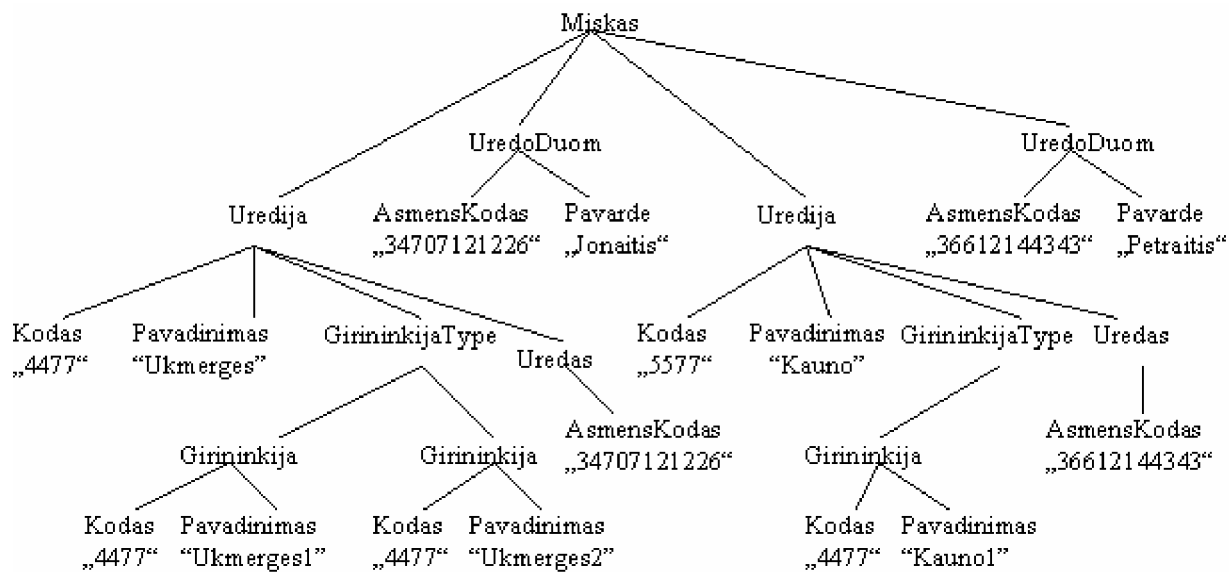 Miskas
UredoDuom
UredoDuom
Uredija
AsmensKodas
Pavarde
Uredija
AsmensKodas
Pavarde
„34707121226“
„Jonaitis“
„36612144343“
„Petraitis“
Kodas
Pavadinimas
GirininkijaType
Uredas
Kodas
Pavadinimas
GirininkijaType
Uredas
„4477“
“Ukmerges”
„5577“
“Kauno”
AsmensKodas
„34707121226“
AsmensKodas
„36612144343“
Girininkija
Girininkija
Girininkija
Kodas
Pavadinimas
Kodas
Pavadinimas
Kodas
Pavadinimas
„4477“
“Ukmerges1”
„4477“
“Ukmerges2”
„4477“
“Kauno1”